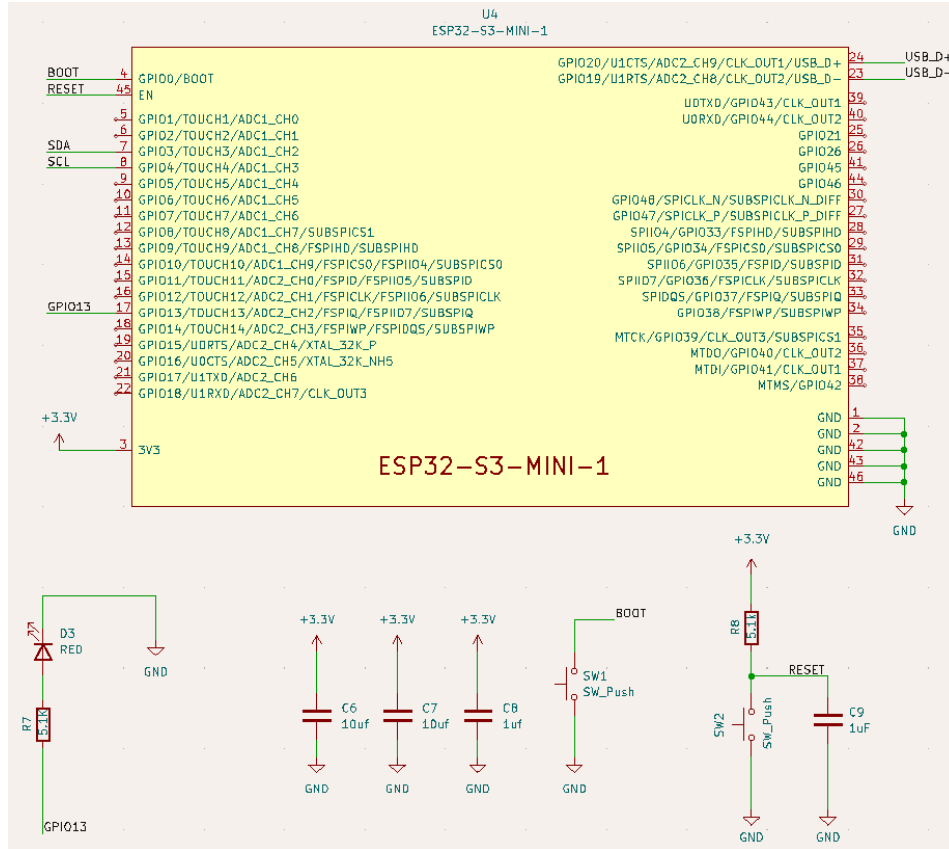 U4
ESP32-S3-MINI-1
BOOT 4 GPIO0/BOOT
RESET 45 EN
5 GPIO1/TOUCH1/ADC1_CH0
6 GPIO2/TOUCH2/ADC1_CH1
SDA 7 GPIO3/TOUCH3/ADC1_CH2
SCL 8 GPIO4/TOUCH4/ADC1_CH3
9 GPIO5/TOUCH5/ADC1_CH4
10 GPIO6/TOUCH6/ADC1_CH5
11 GPIO7/TOUCH7/ADC1_CH6
12 GPIO8/TOUCH8/ADC1_CH7/SUBSPICS1
13 GPIO9/TOUCH9/ADC1_CH8/FSPIHD/SUBSPIHD
14 GPIO10/TOUCH10/ADC1_CH9/FSPICS0/FSPIIO4/SUBSPICS0
15 GPIO11/TOUCH11/ADC2_CH0/FSPID/FSPIIO5/SUBSPID
16 GPIO12/TOUCH12/ADC2_CH1/FSPICLK/FSPIIO6/SUBSPICLK
GPIO13 17 GPIO13/TOUCH13/ADC2_CH2/FSPIQ/FSPIID7/SUBSPIQ
18 GPIO14/TOUCH14/ADC2_CH3/FSPIWP/FSPIDQS/SUBSPIWP
19 GPIO15/U0RTS/ADC2_CH4/XTAL_32K_P
20 GPIO16/U0CTS/ADC2_CH5/XTAL_32K_NH5
21 GPIO17/U1TXD/ADC2_CH6
22 GPIO18/U1RXD/ADC2_CH7/CLK_OUT3
+3.3V
3 3V3
GPIO20/U1CTS/ADC2_CH9/CLK_OUT1/USB_D+ 24 USB_D+
GPIO19/U1RTS/ADC2_CH8/CLK_OUT2/USB_D- 23 USB_D-
U0TXD/GPIO43/CLK_OUT1 39
U0RXD/GPIO44/CLK_OUT2 40
GPIO21 25
GPIO26 26
GPIO45 41
GPIO46 44
GPIO48/SPICLK_N/SUBSPICLK_N_DIFF 30
GPIO47/SPICLK_P/SUBSPICLK_P_DIFF 27
SPIIO4/GPIO33/FSPIHD/SUBSPIHD 28
SPIIO5/GPIO34/FSPICS0/SUBSPICS0 29
SPIIO6/GPIO35/FSPID/SUBSPID 31
SPIID7/GPIO36/FSPICLK/SUBSPICLK 32
SPIDQS/GPIO37/FSPIQ/SUBSPIQ 33
GPIO38/FSPIWP/SUBSPIWP 34
MTCK/GPIO39/CLK_OUT3/SUBSPICS1 35
MTDO/GPIO40/CLK_OUT2 36
MTDI/GPIO41/CLK_OUT1 37
MTMS/GPIO42 38
GND 1
GND 2
GND 42
GND 43
GND 46
GND
ESP32-S3-MINI-1
D3
RED
GND
R7
5.1K
GPIO13
+3.3V
C6
10uf
GND
+3.3V
C7
10uf
GND
+3.3V
C8
1uf
GND
BOOT
SW1
SW_Push
GND
+3.3V
R8
5.1k
RESET
SW2
SW_Push
GND
C9
1uF
GND